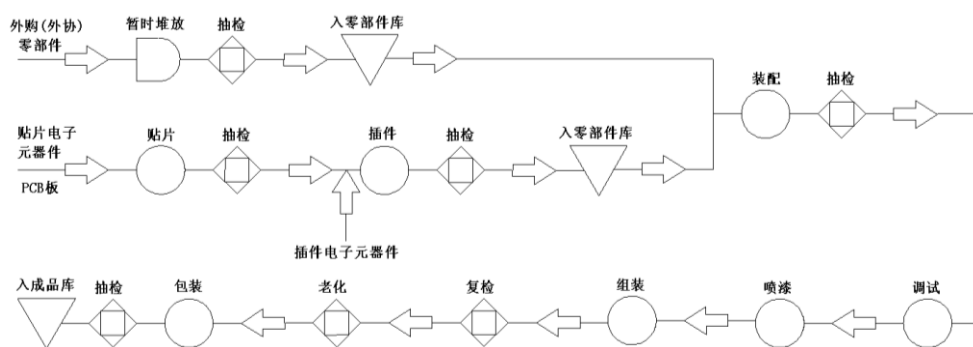 外购(外协)
零部件
暂时堆放
抽检
入零部件库
装配
抽检
贴片电子
元器件
PCB板
贴片
抽检
插件
抽检
入零部件库
插件电子元器件
入成品库
抽检
包装
老化
复检
组装
喷漆
调试